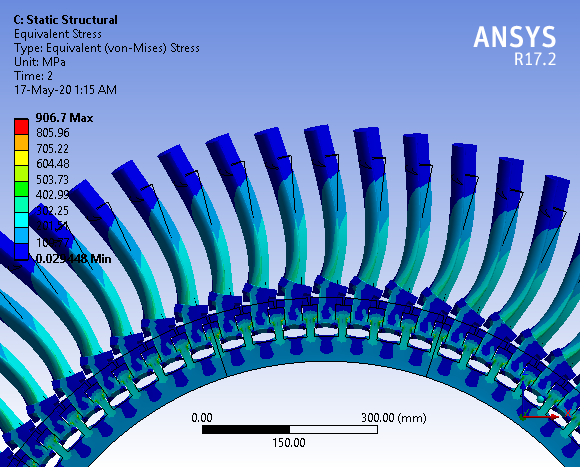 C: Static Structural
Equivalent Stress
Type: Equivalent (von-Mises) Stress
Unit: MPa
Time: 2
17-May-20 1:15 AM
ANSYS
R17.2
906.7 Max
805.96
705.22
604.48
503.73
402.99
0.029448 Min
0.00
300.00 (mm)
150.00